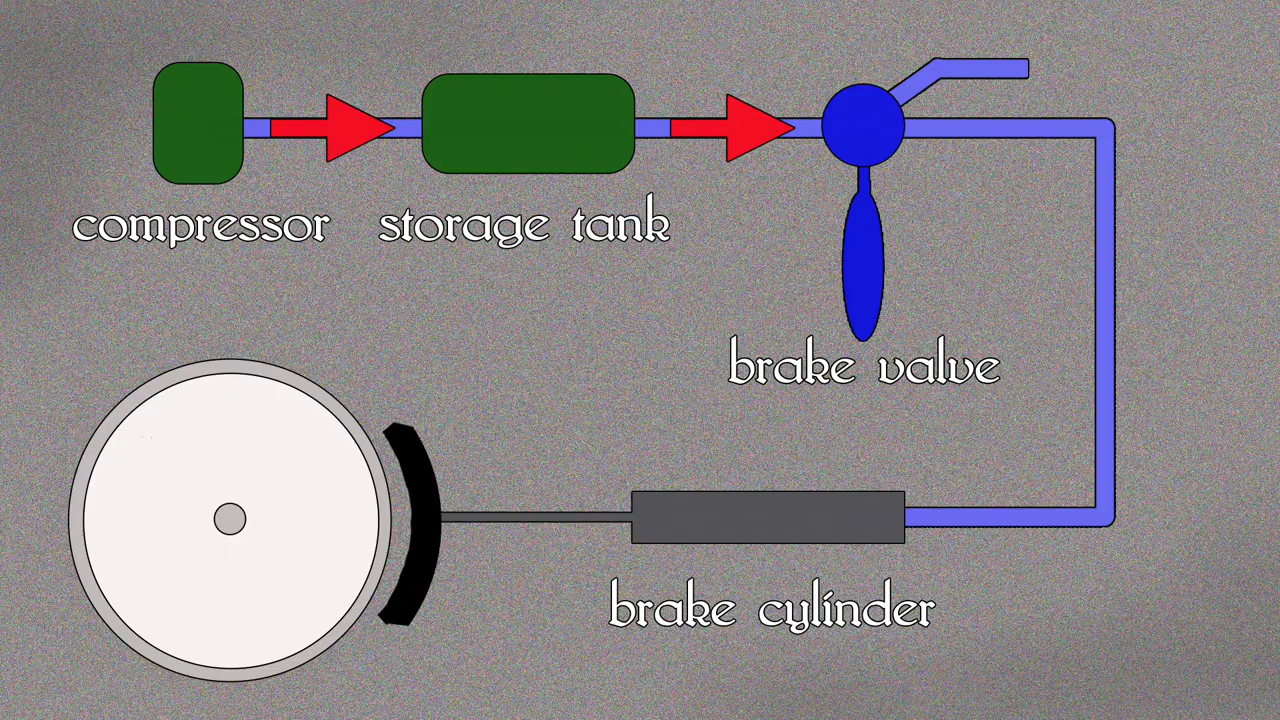 compressor
storage tank
brake valve
brake cylinder